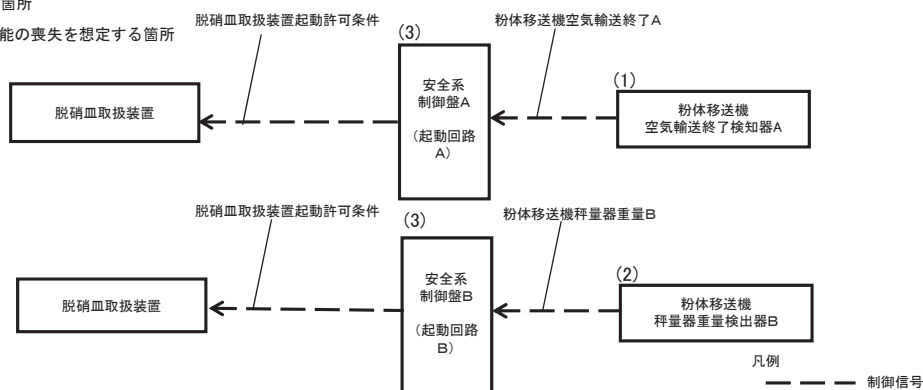 箇所
能の喪失を想定する箇所
脱硝皿取扱装置起動許可条件
(3)
粉体移送機空気輸送終了A
(1)
脱硝皿取扱装置
安全系
制御盤A
(起動回路
A)
粉体移送機
空気輸送終了検知器A
脱硝皿取扱装置起動許可条件
(3)
粉体移送機秤量器重量B
(2)
脱硝皿取扱装置
安全系
制御盤B
(起動回路
B)
粉体移送機
秤量器重量検出器B
凡例
制御信号